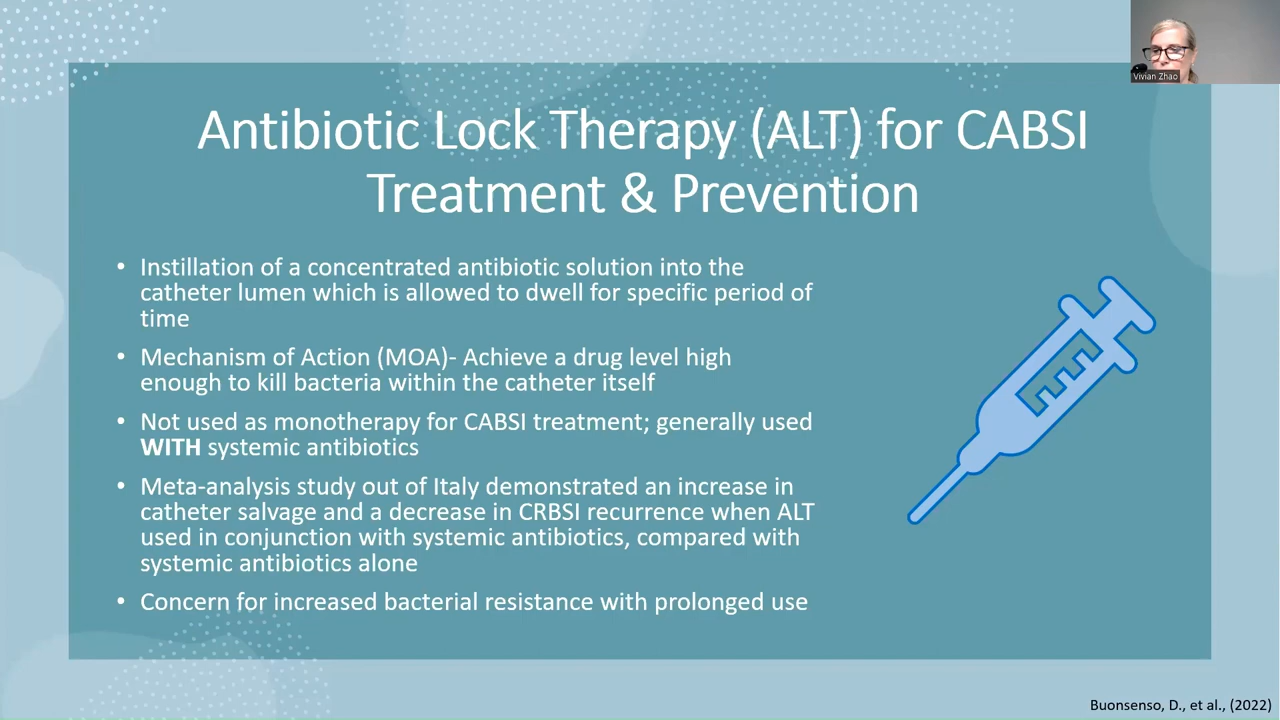 Vivian Zhao
Antibiotic Lock Therapy (ALT) for CABSI
Treatment & Prevention
• Instillation of a concentrated antibiotic solution into the
catheter lumen which is allowed to dwell for specific period of
time
• Mechanism of Action (MOA)- Achieve a drug level high
enough to kill bacteria within the catheter itself
• Not used as monotherapy for CABSI treatment; generally used
WITH systemic antibiotics
• Meta-analysis study out of Italy demonstrated an increase in
catheter salvage and a decrease in CRBSI recurrence when ALT
used in conjunction with systemic antibiotics, compared with
systemic antibiotics alone
• Concern for increased bacterial resistance with prolonged use
Buonsenso, D., et al., (2022)